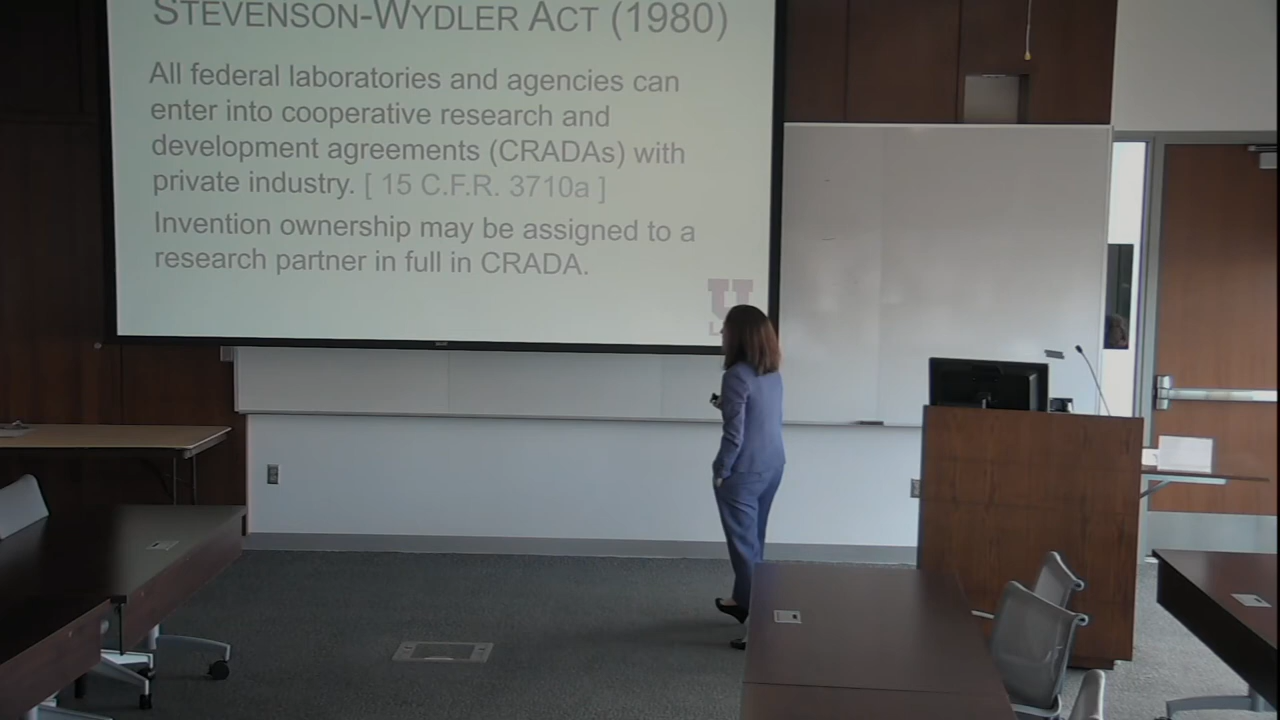 STEVENSON-WYDLER ACT (1980)
All federal laboratories and agencies can
enter into cooperative research and
development agreements (CRADAs) with
private industry. [ 15 C.F.R. 3710a ]
Invention ownership may be assigned to a
research partner in full in CRADA.
U